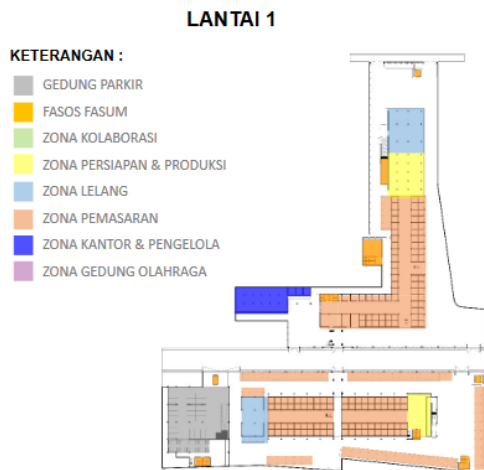 LANTAI 1
KETERANGAN :
GEDUNG PARKIR
FASOS FASUM
ZONA KOLABORASI
ZONA PERSIAPAN & PRODUKSI
ZONA LELANG
ZONA PEMASARAN
ZONA KANTOR & PENGELOLA
ZONA GEDUNG OLAHRAGA